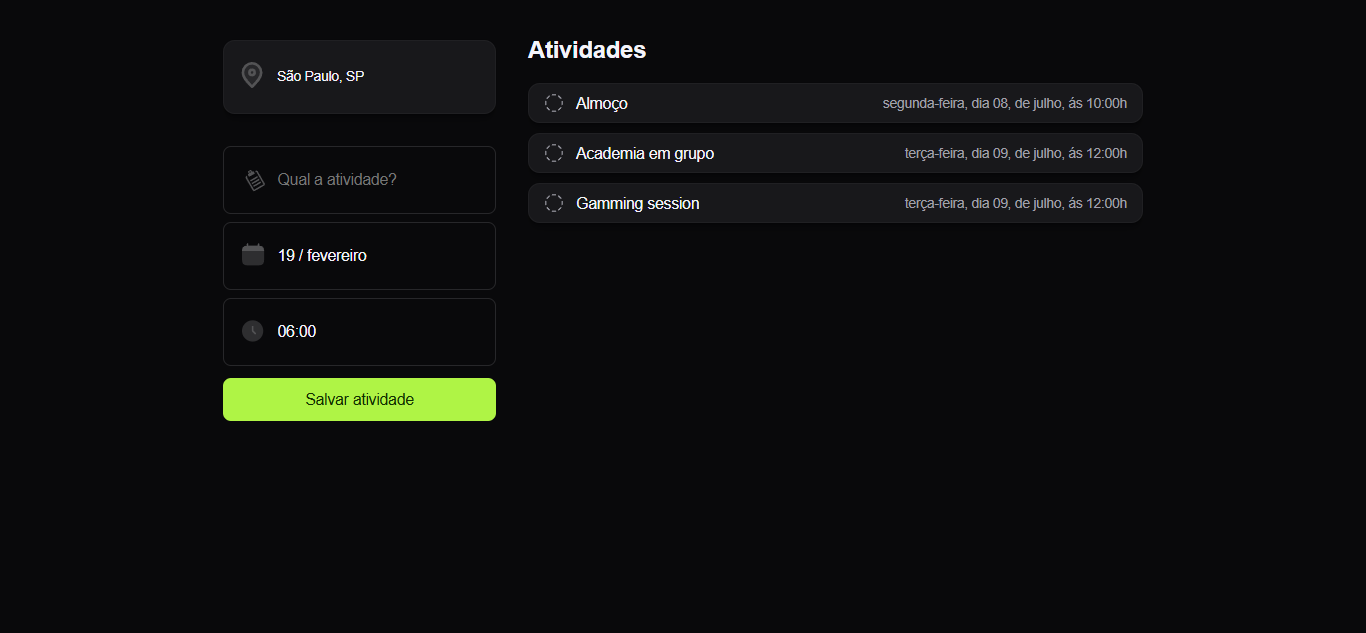 São Paulo, SP
Qual a atividade?
19 / fevereiro
06:00
Salvar atividade
Atividades
Almoço segunda-feira, dia 08, de julho, ás 10:00h
Academia em grupo terça-feira, dia 09, de julho, ás 12:00h
Gamming session terça-feira, dia 09, de julho, ás 12:00h